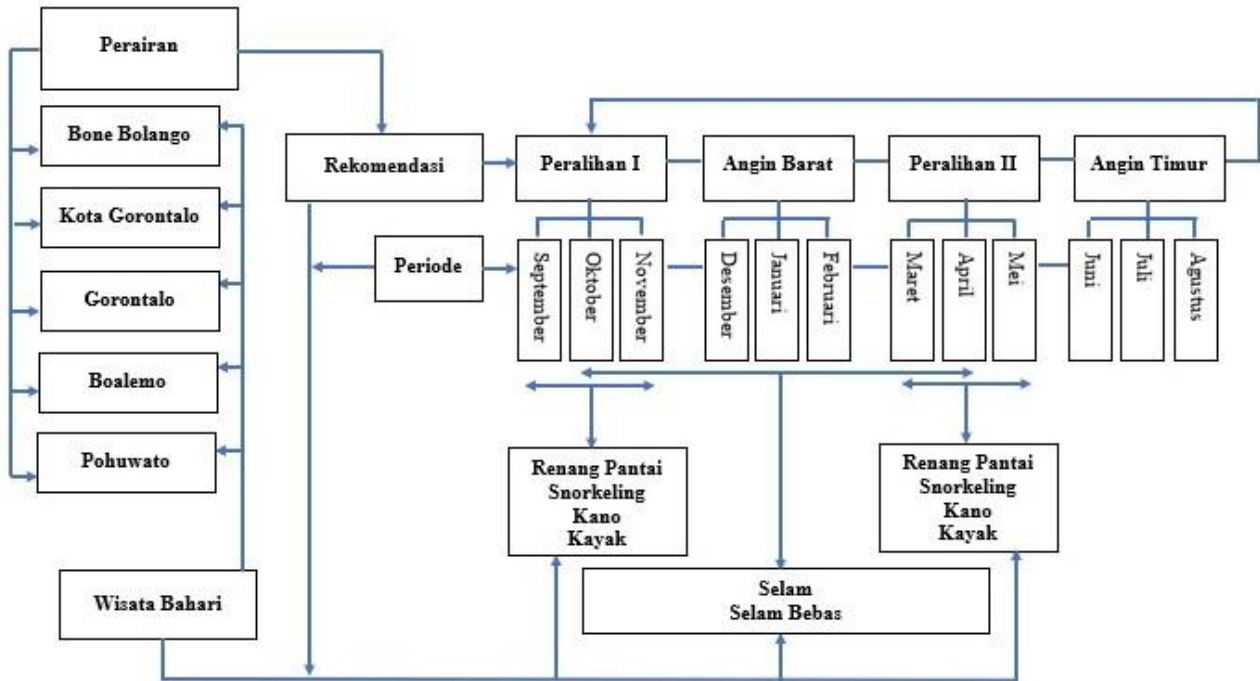 Perairan
Bone Bolango
Kota Gorontalo
Gorontalo
Boalemo
Pohuwato
Wisata Bahari
Rekomendasi
Peralihan I
Angin Barat
Peralihan II
Angin Timur
Periode
September
Oktober
November
Desember
Januari
Februari
Maret
April
Mei
Juni
Juli
Agustus
Renang Pantai
Snorkeling
Kano
Kayak
Renang Pantai
Snorkeling
Kano
Kayak
Selam
Selam Bebas